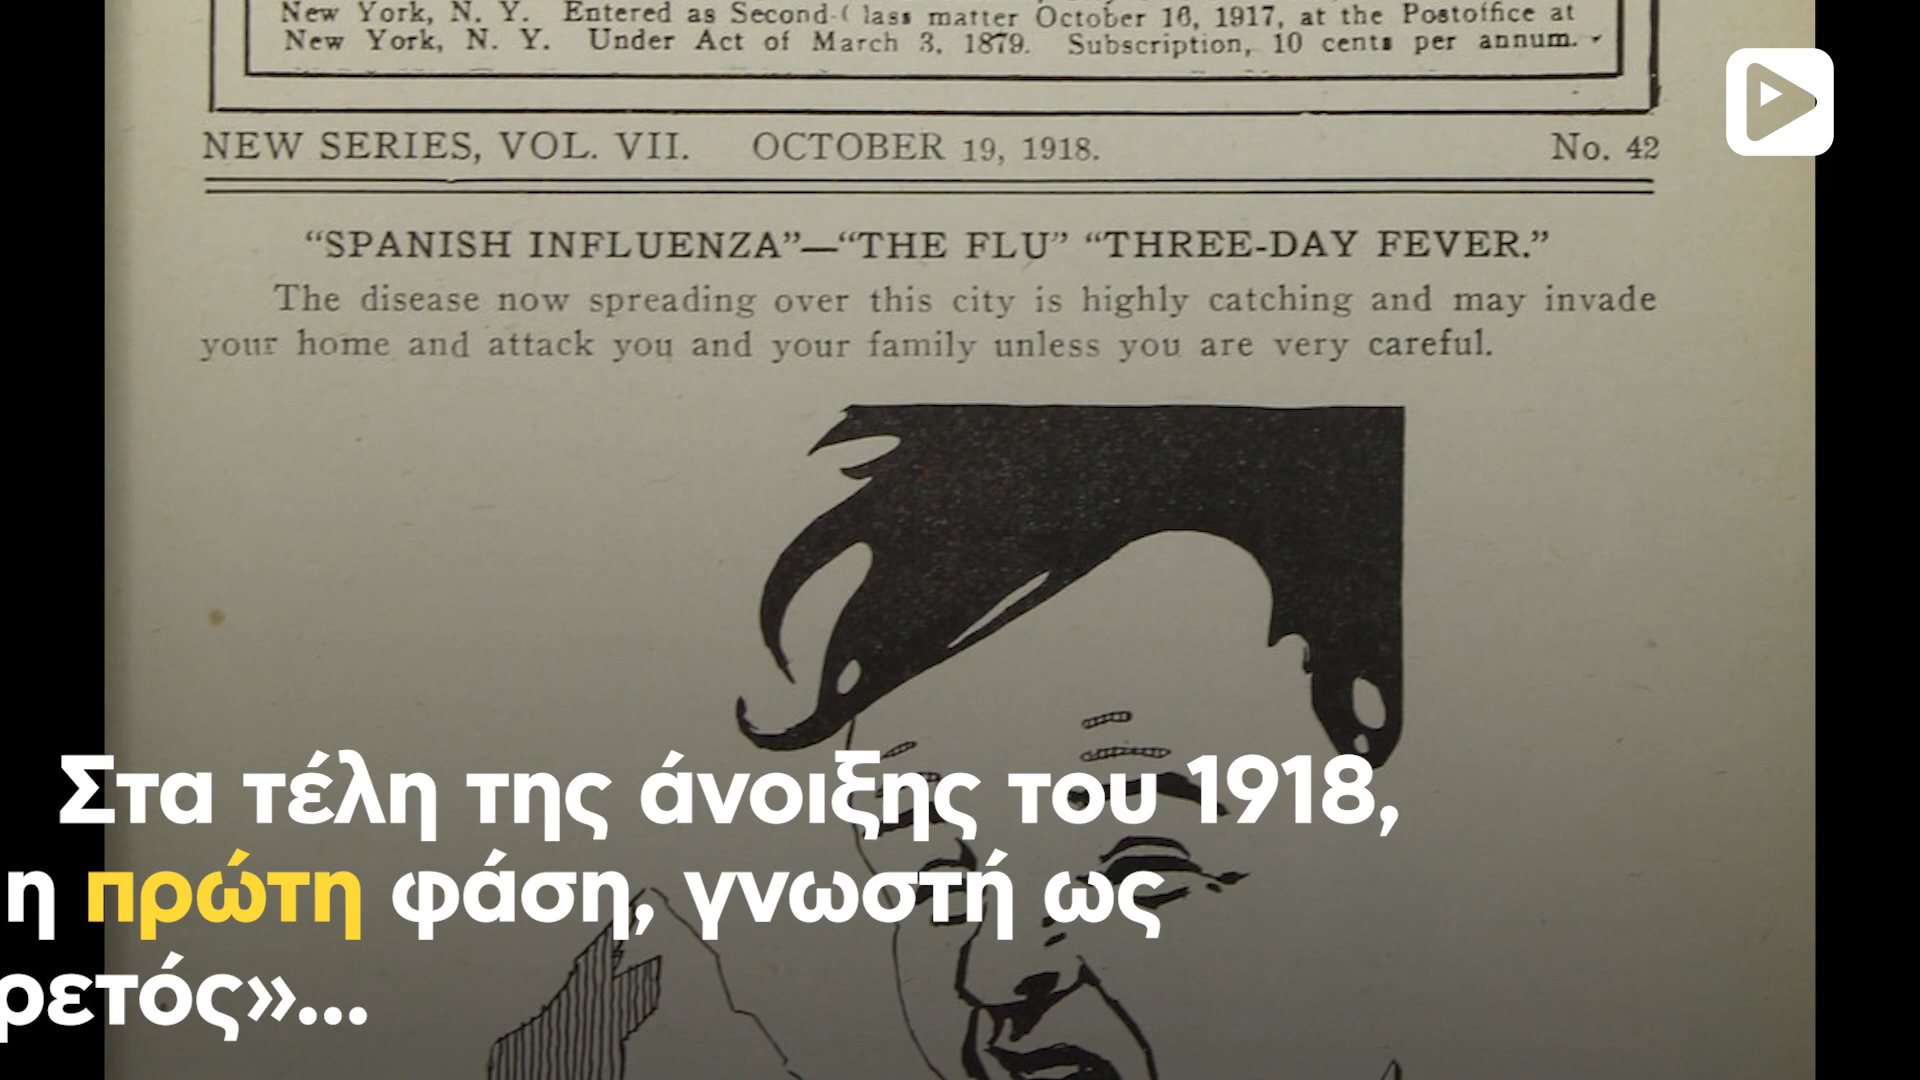 New York, N. Y. Entered as Second-Class matter October 16, 1917, at the Postoffice at
New York, N. Y. Under Act of March 3, 1879. Subscription, 10 cents per annum.
NEW SERIES, VOL. VII. OCTOBER 19, 1918. No. 42
“SPANISH INFLUENZA”—“THE FLU” “THREE-DAY FEVER.”
The disease now spreading over this city is highly catching and may invade
your home and attack you and your family unless you are very careful.
Στα τέλη της άνοιξης του 1918,
η πρώτη φάση, γνωστή ως
ρετός»...